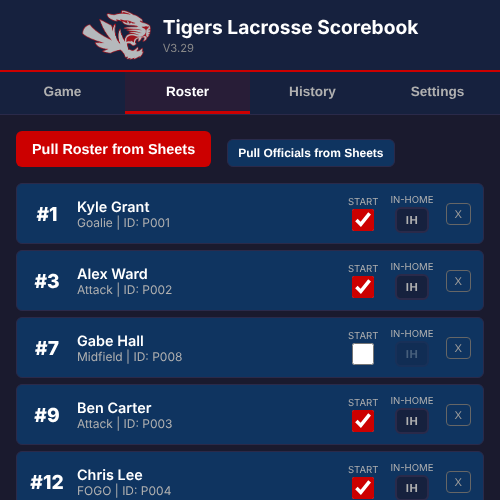 Tigers Lacrosse Scorebook
V3.29
Game Roster History Settings
Pull Roster from Sheets Pull Officials from Sheets
#1 Kyle Grant START IN-HOME
Goalie | ID: P001 IH X
#3 Alex Ward START IN-HOME
Attack | ID: P002 IH X
#7 Gabe Hall START IN-HOME
Midfield | ID: P008 IH X
#9 Ben Carter START IN-HOME
Attack | ID: P003 IH X
#12 Chris Lee START IN-HOME
FOGO | ID: P004 IH X